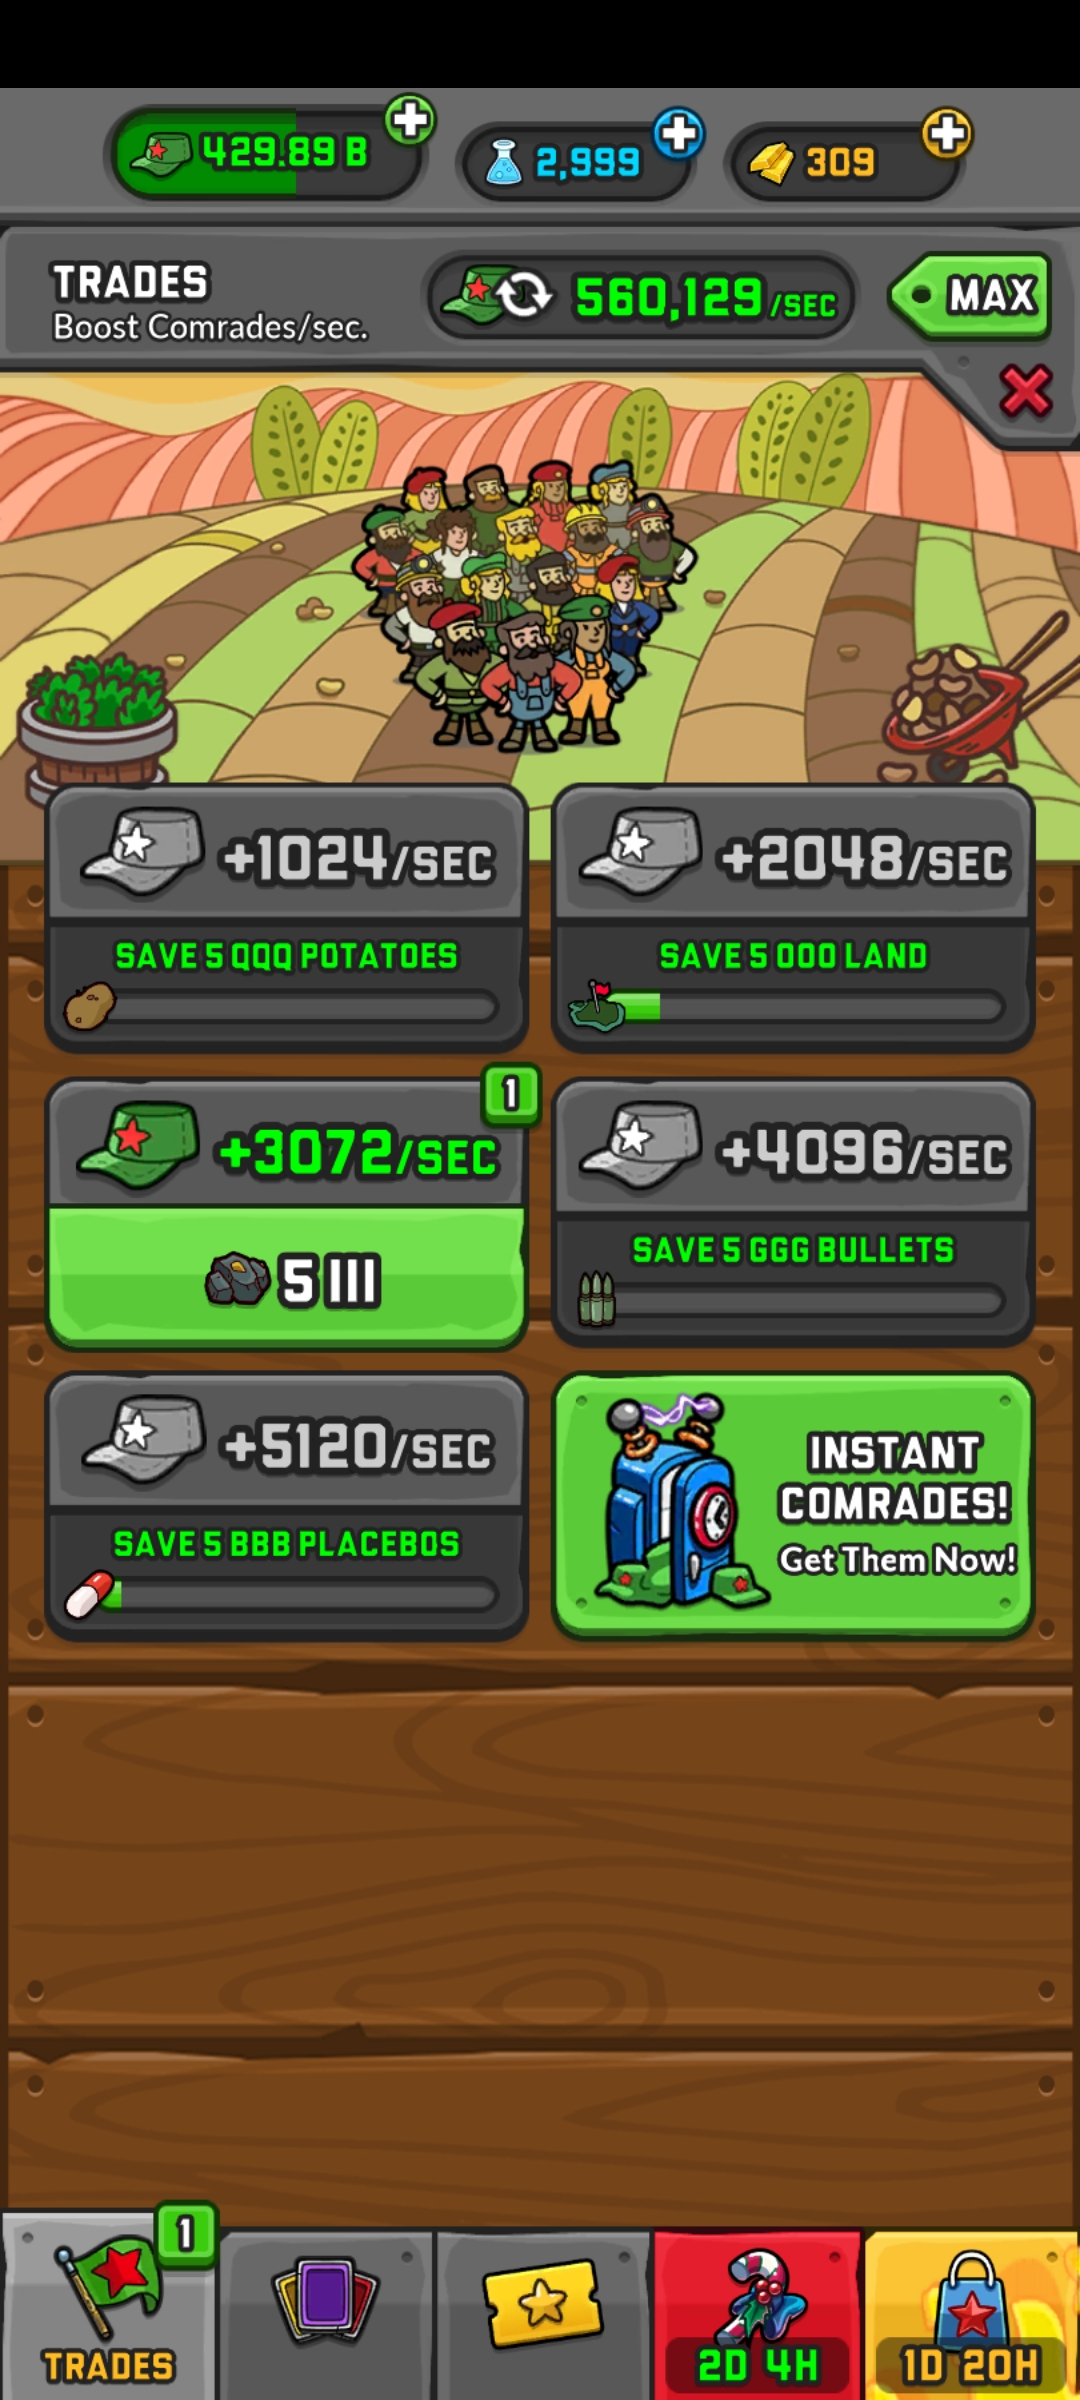 429.89 B
2,999
309
TRADES
Boost Comrades/sec.
560,129/SEC
MAX
+1024/SEC
SAVE 5 QQQ POTATOES
+2048/SEC
SAVE 5 OOO LAND
1
+3072/SEC
5 III
+4096/SEC
SAVE 5 GGG BULLETS
+5120/SEC
SAVE 5 BBB PLACEBOS
INSTANT
COMRADES!
Get Them Now!
1
TRADES
2D 4H
1D 20H